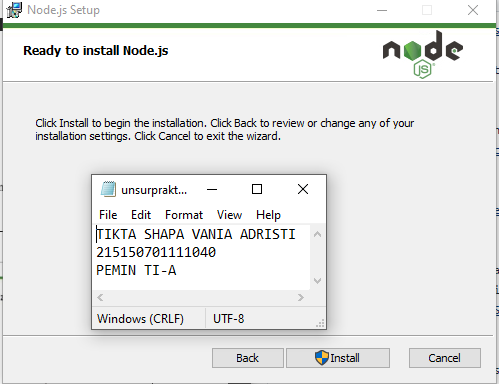 Node.js Setup
Ready to install Node.js
node
JS
Click Install to begin the installation. Click Back to review or change any of your
installation settings. Click Cancel to exit the wizard.
unsurprakt...
File Edit Format View Help
TIKTA SHAPA VANIA ADRISTI
215150701111040
PEMIN TI-A
Windows (CRLF) UTF-8
Back Install Cancel